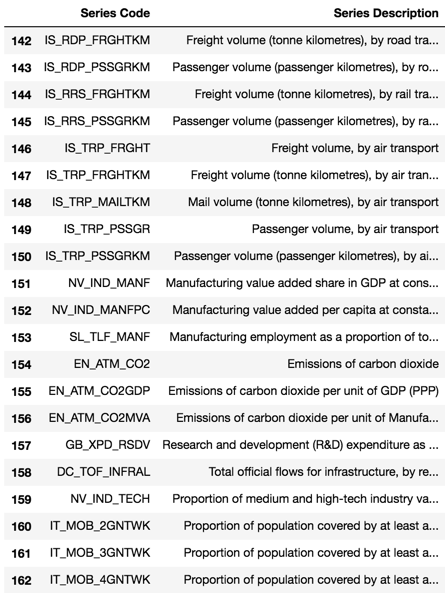 Series Code Series Description
142 IS_RDP_FRGHTKM Freight volume (tonne kilometres), by road tra...
143 IS_RDP_PSSGRKM Passenger volume (passenger kilometres), by ro...
144 IS_RRS_FRGHTKM Freight volume (tonne kilometres), by rail tra...
145 IS_RRS_PSSGRKM Passenger volume (passenger kilometres), by ra...
146 IS_TRP_FRGHT Freight volume, by air transport
147 IS_TRP_FRGHTKM Freight volume (tonne kilometres), by air tran...
148 IS_TRP_MAILTKM Mail volume (tonne kilometres), by air transport
149 IS_TRP_PSSGR Passenger volume, by air transport
150 IS_TRP_PSSGRKM Passenger volume (passenger kilometres), by ai...
151 NV_IND_MANF Manufacturing value added share in GDP at cons...
152 NV_IND_MANFPC Manufacturing value added per capita at consta...
153 SL_TLF_MANF Manufacturing employment as a proportion of to...
154 EN_ATM_CO2 Emissions of carbon dioxide
155 EN_ATM_CO2GDP Emissions of carbon dioxide per unit of GDP (PPP)
156 EN_ATM_CO2MVA Emissions of carbon dioxide per unit of Manufa...
157 GB_XPD_RSDV Research and development (R&D) expenditure as ...
158 DC_TOF_INFRAL Total official flows for infrastructure, by re...
159 NV_IND_TECH Proportion of medium and high-tech industry va...
160 IT_MOB_2GNTWK Proportion of population covered by at least a...
161 IT_MOB_3GNTWK Proportion of population covered by at least a...
162 IT_MOB_4GNTWK Proportion of population covered by at least a...